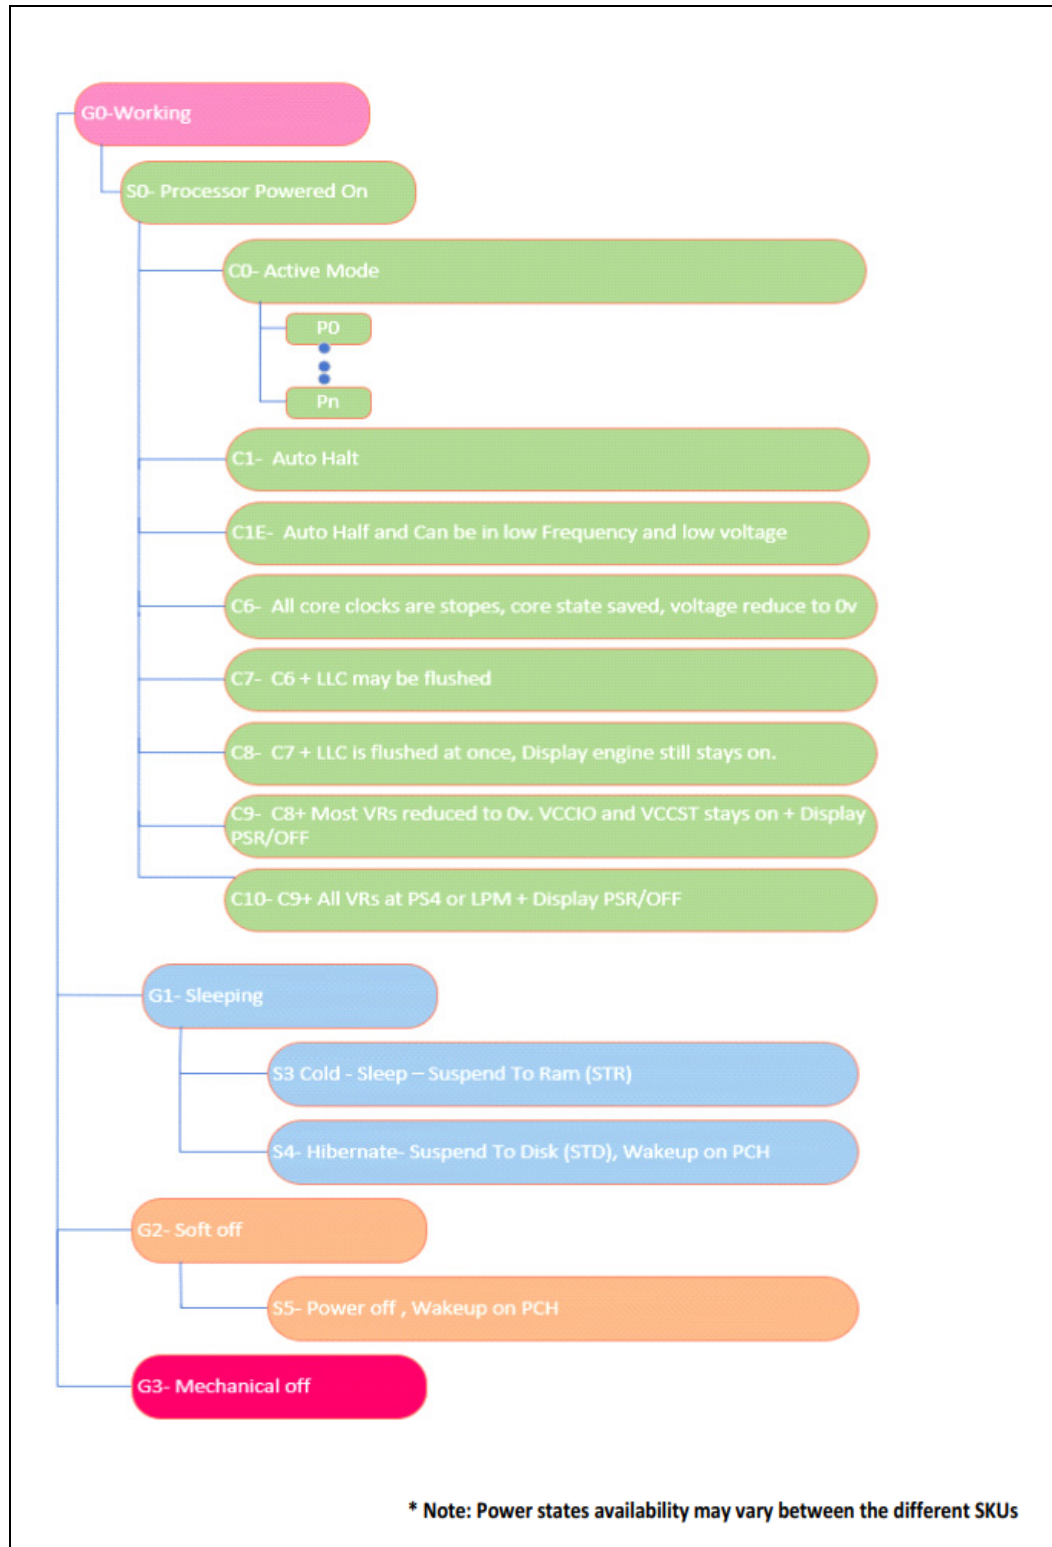 G0-Working
S0- Processor Powered On
C0- Active Mode
P0
Pn
C1-  Auto Halt
C1E-  Auto Half and Can be in low Frequency and low voltage
C6-  All core clocks are stopes, core state saved, voltage reduce to 0v
C7-  C6 + LLC may be flushed
C8-  C7 + LLC is flushed at once, Display engine still stays on.
C9-  C8+ Most VRs reduced to 0v. VCCIO and VCCST stays on + Display
PSR/OFF
C10- C9+ All VRs at PS4 or LPM + Display PSR/OFF
G1- Sleeping
S3 Cold - Sleep – Suspend To Ram (STR)
S4- Hibernate- Suspend To Disk (STD), Wakeup on PCH
G2- Soft off
S5- Power off , Wakeup on PCH
G3- Mechanical off
* Note: Power states availability may vary between the different SKUs